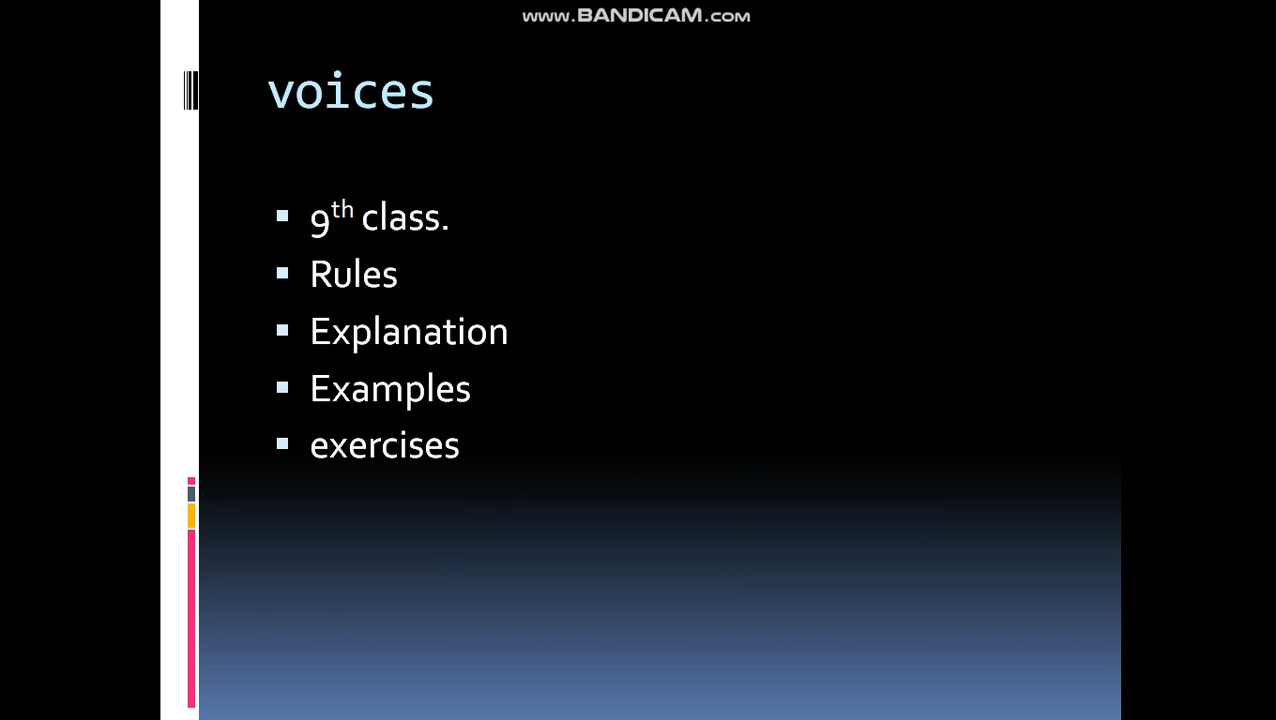 www.BANDICAM.com
voices
9th class.
Rules
Explanation
Examples
exercises